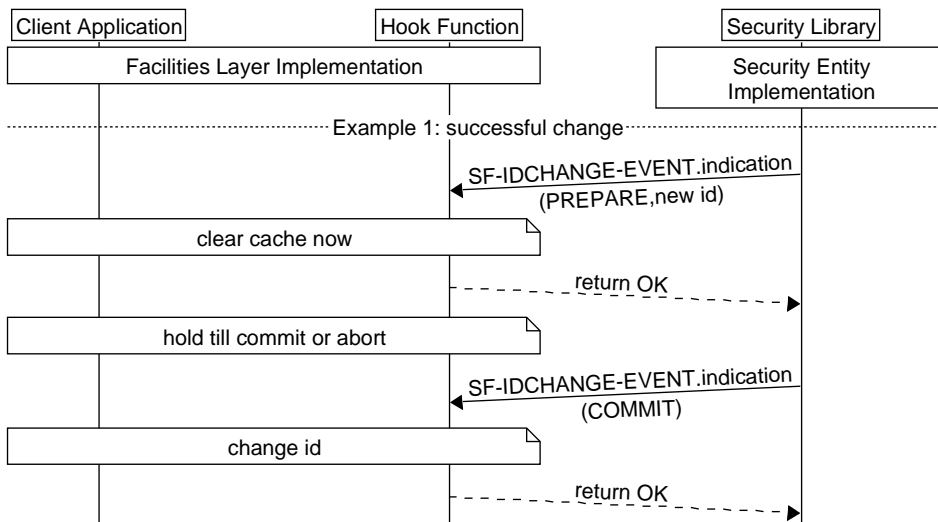 Client Application
Hook Function
Security Library
Facilities Layer Implementation
Security Entity
Implementation
Example 1: successful change
SF-IDCHANGE-EVENT.indication
(PREPARE,new id)
clear cache now
return OK
hold till commit or abort
SF-IDCHANGE-EVENT.indication
(COMMIT)
change id
return OK